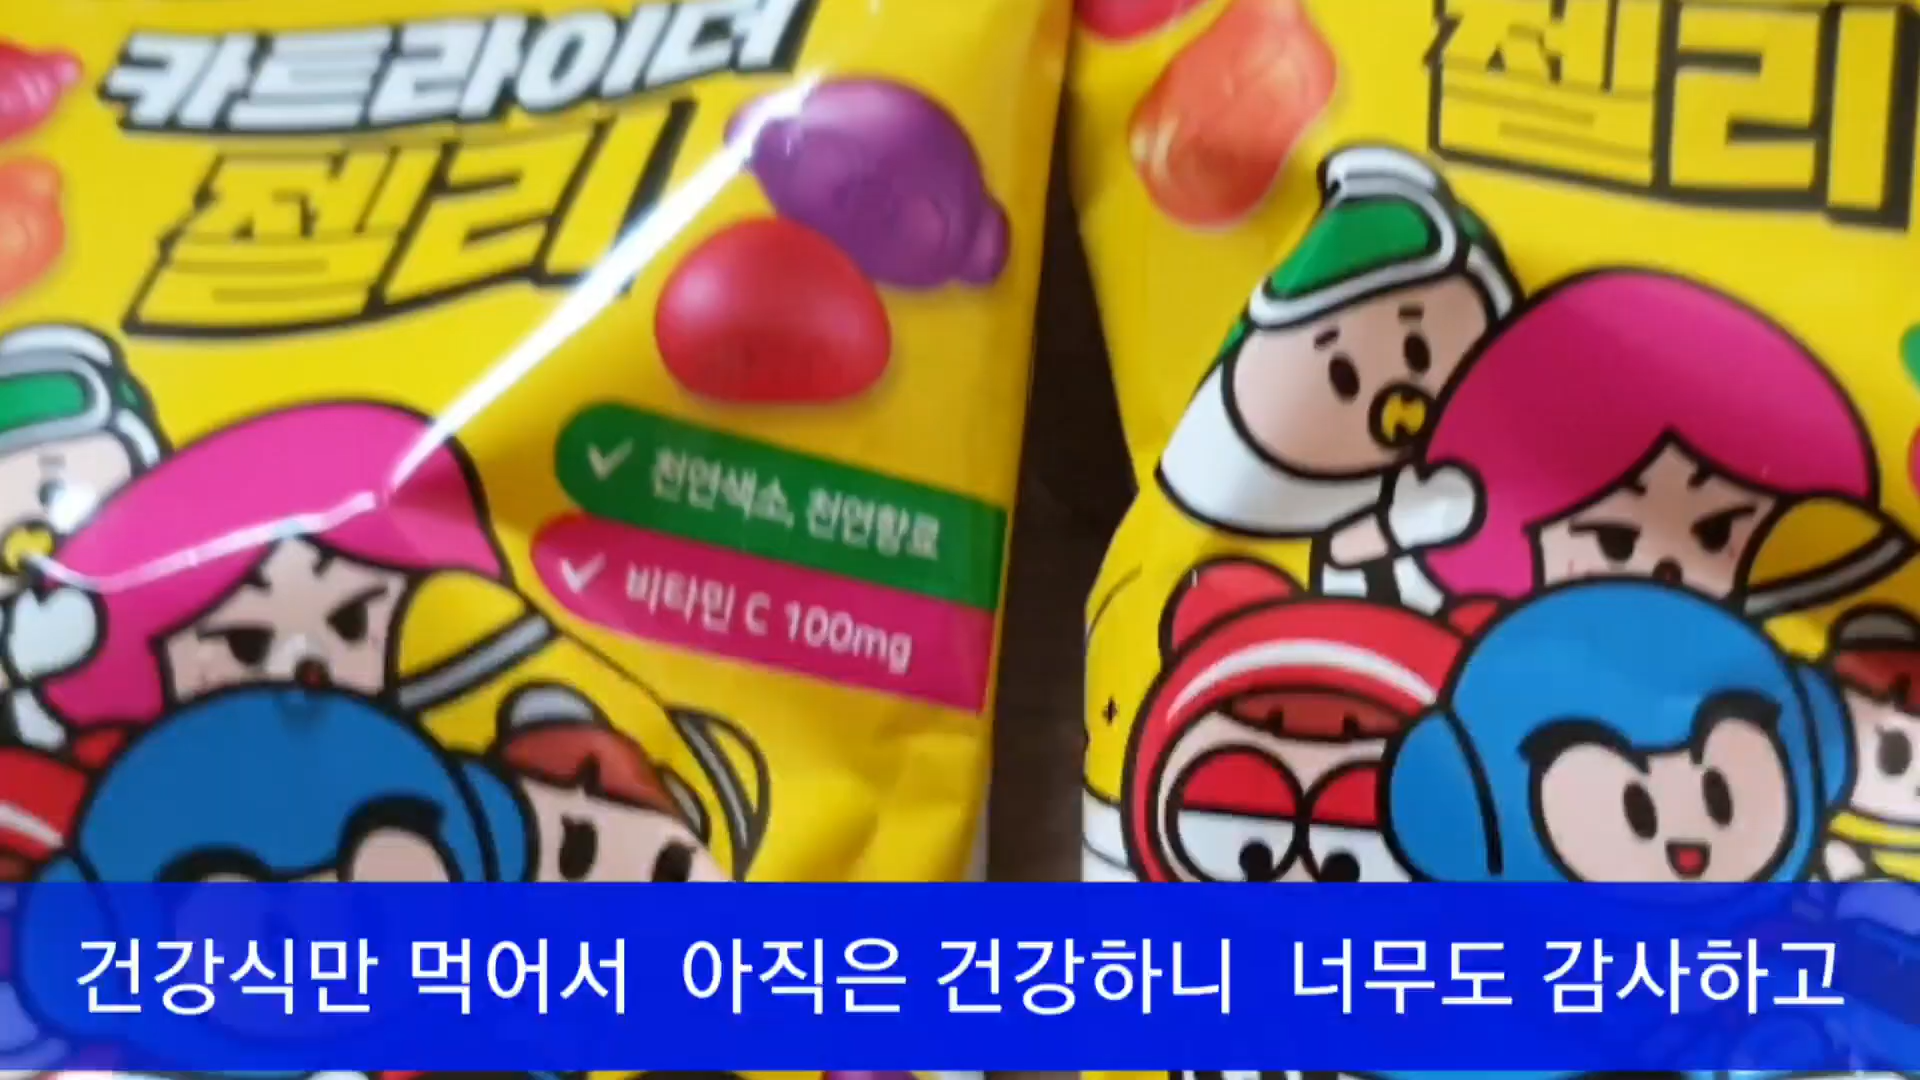 카트라이더
젤리
천연색소, 천연향료
비타민 C 100mg
젤리
건강식만 먹어서 아직은 건강하니 너무도 감사하고